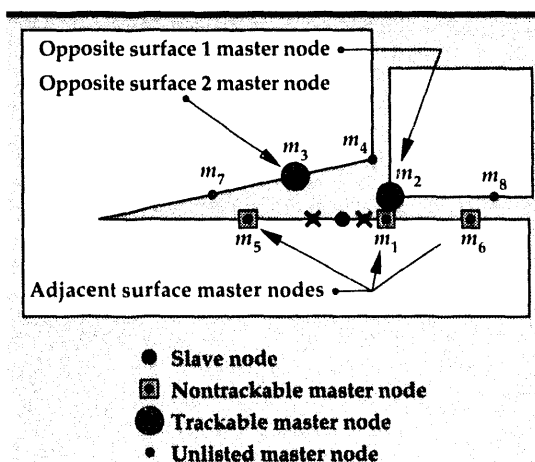 Opposite surface 1 master node
Opposite surface 2 master node
m3
m4
m7
m2
m8
m5
m1
m6
Adjacent surface master nodes
Slave node
Nontrackable master node
Trackable master node
Unlisted master node